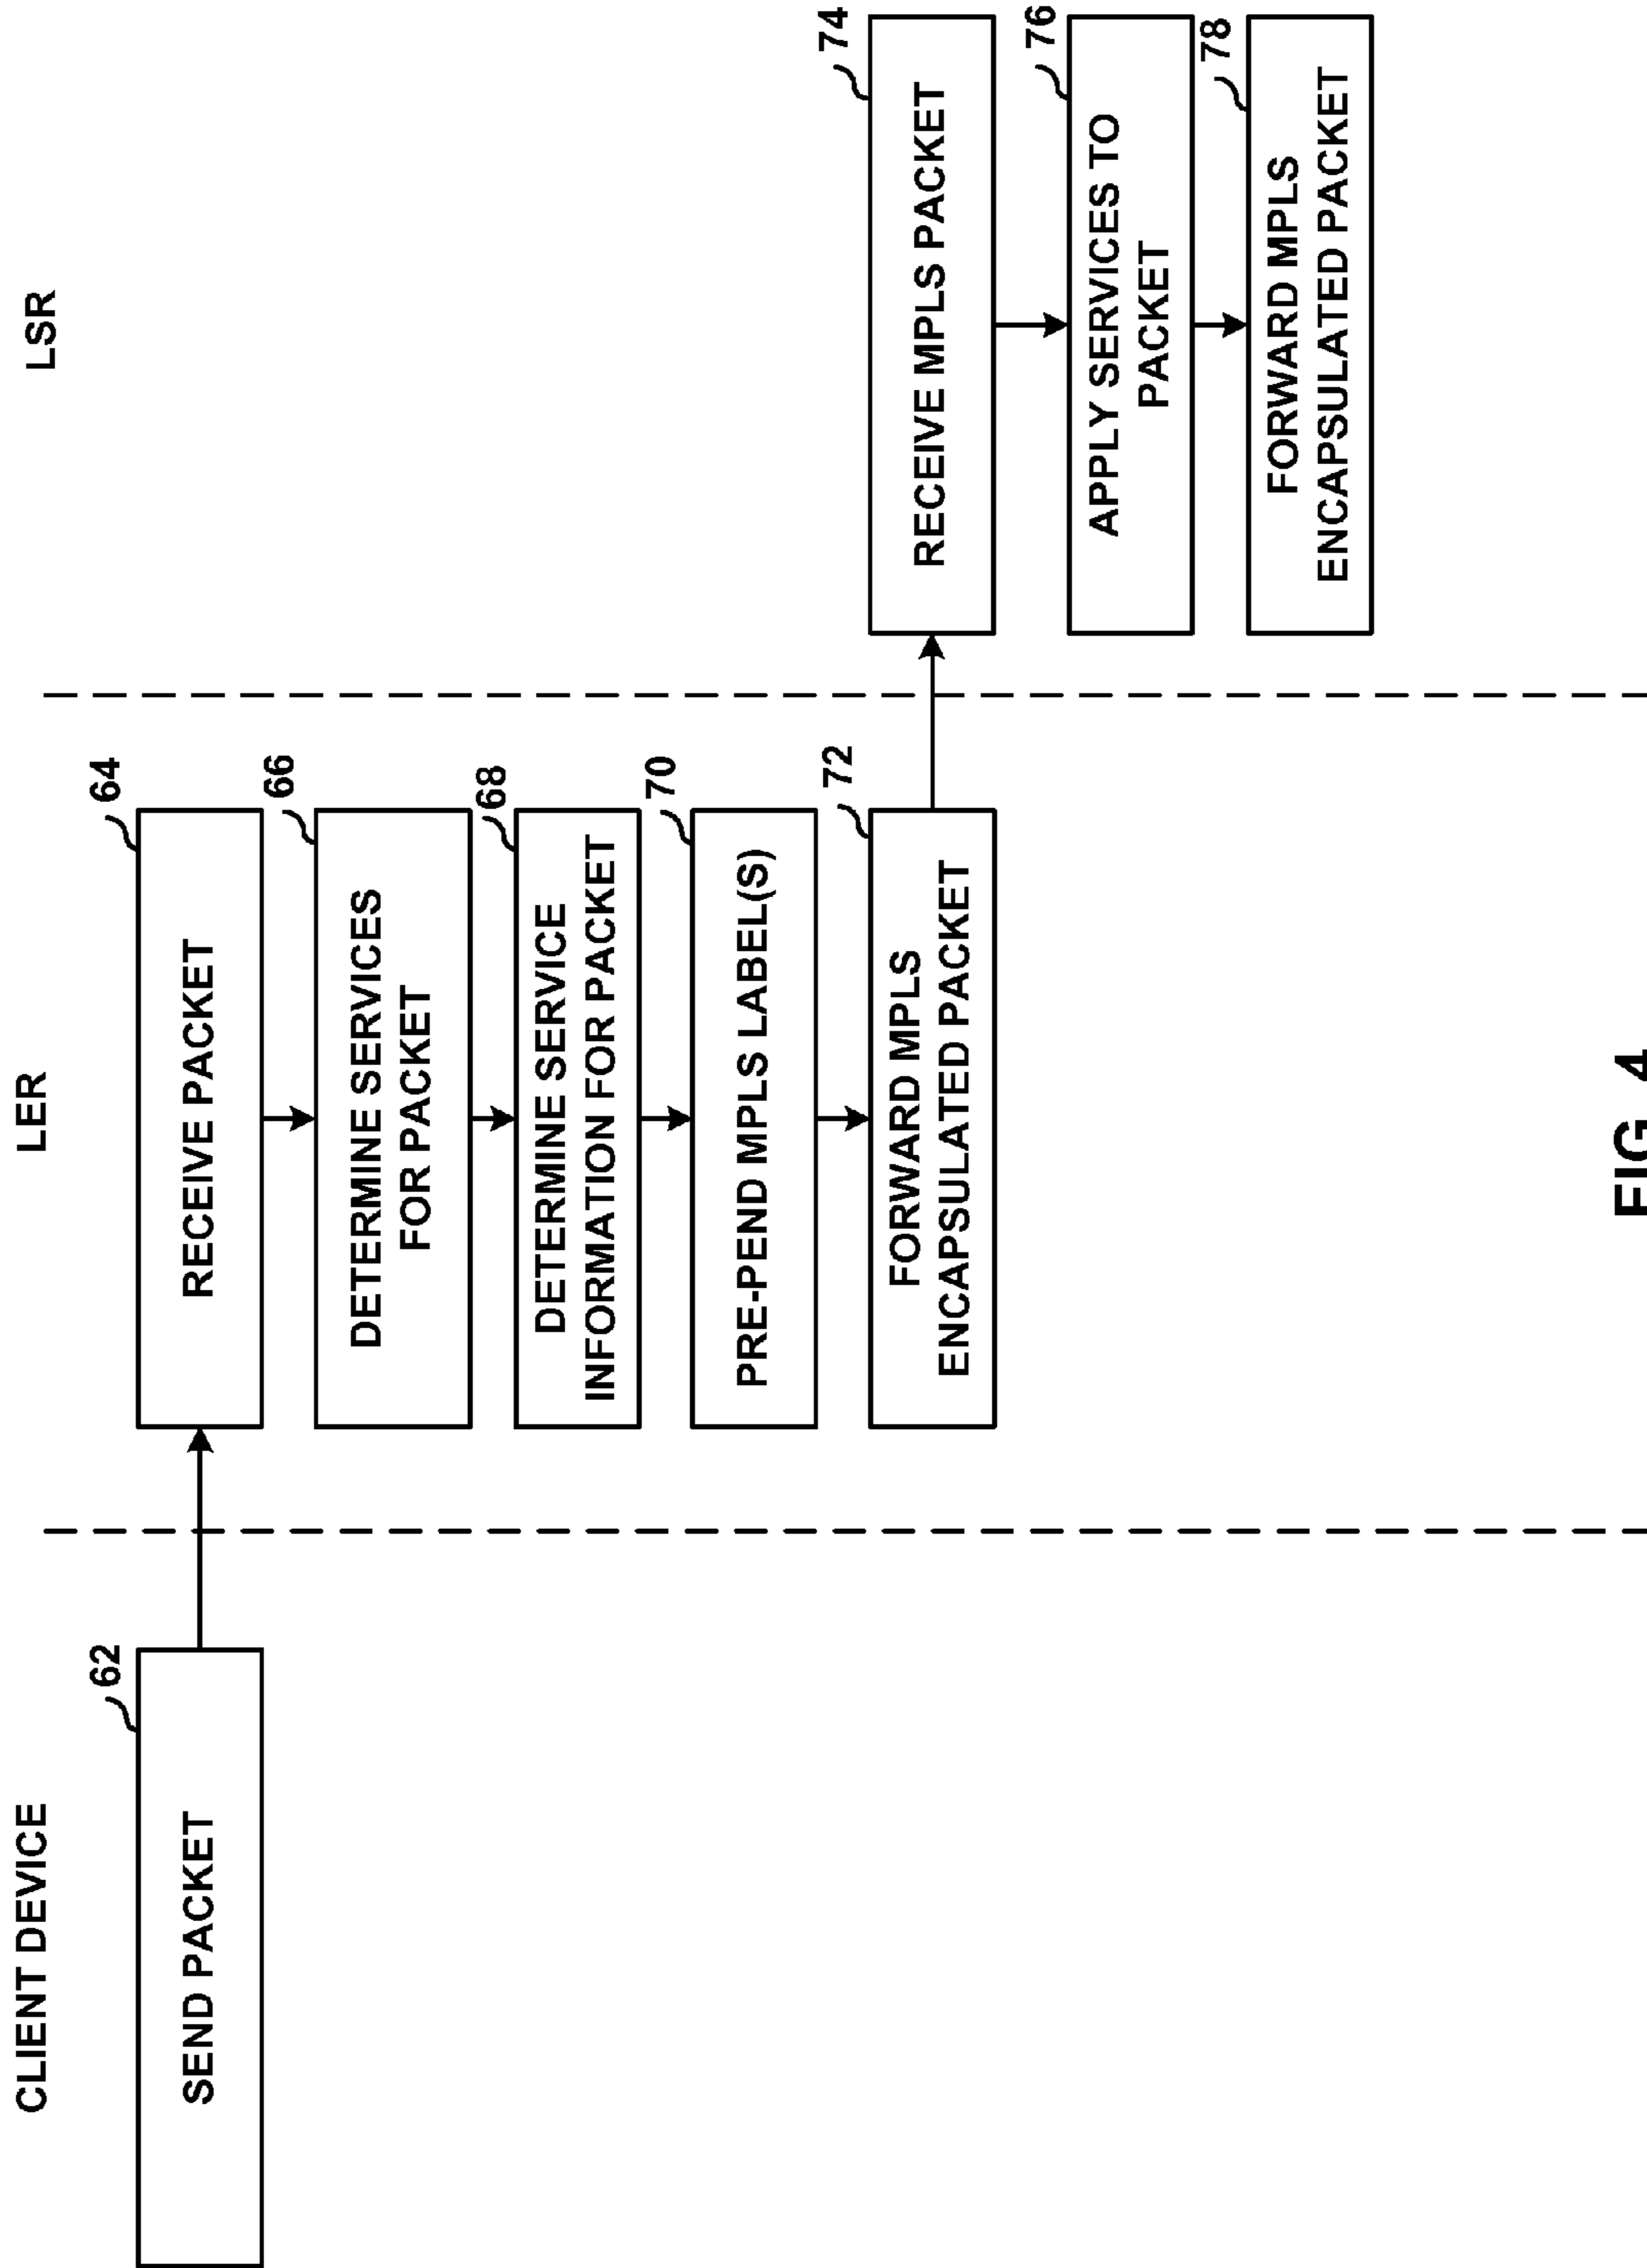 CLIENT DEVICE
LER
LSR
62
SEND PACKET
64
RECEIVE PACKET
66
DETERMINE SERVICES
FOR PACKET
68
DETERMINE SERVICE
INFORMATION FOR PACKET
70
PRE-PEND MPLS LABEL(S)
72
FORWARD MPLS
ENCAPSULATED PACKET
74
RECEIVE MPLS PACKET
76
APPLY SERVICES TO
PACKET
78
FORWARD MPLS
ENCAPSULATED PACKET
FIG. 4